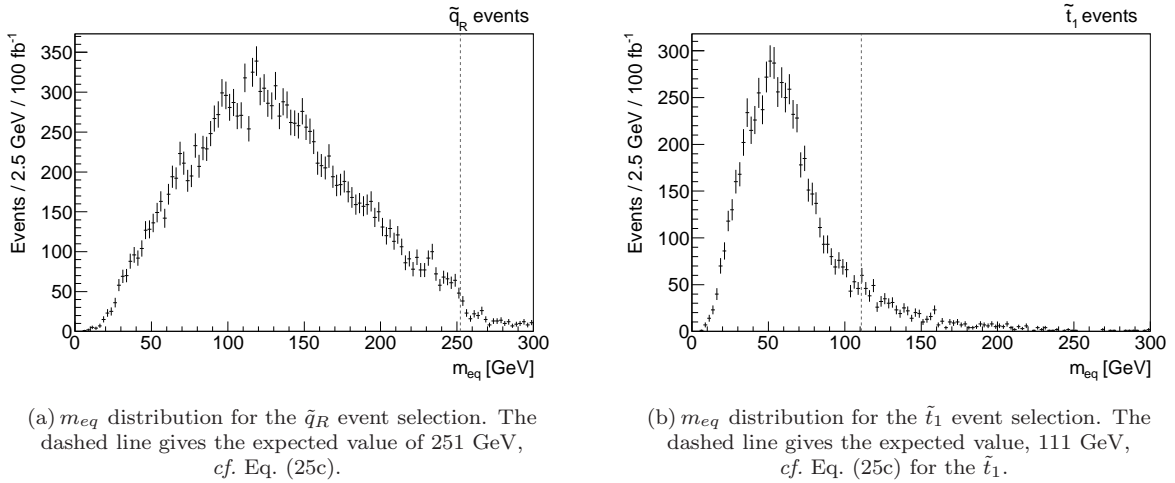 q̃_R events
Events / 2.5 GeV / 100 fb⁻¹
350
300
250
200
150
100
50
0
0 50 100 150 200 250 300
m_eq [GeV]
(a) m_eq distribution for the q̃_R event selection. The
dashed line gives the expected value of 251 GeV,
cf. Eq. (25c).
t̃_1 events
Events / 2.5 GeV / 100 fb⁻¹
300
250
200
150
100
50
0
0 50 100 150 200 250 300
m_eq [GeV]
(b) m_eq distribution for the t̃_1 event selection. The
dashed line gives the expected value, 111 GeV,
cf. Eq. (25c) for the t̃_1.